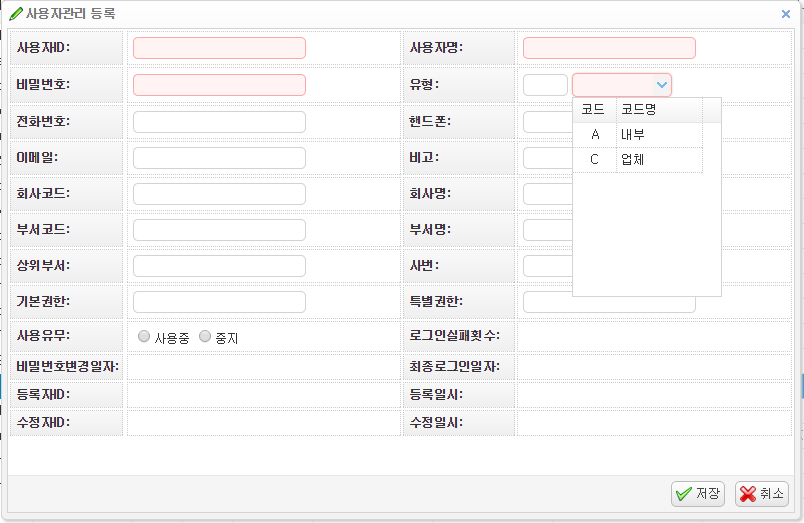 사용자관리 등록
사용자ID: 사용자명:
비밀번호: 유형:
코드 코드명
A 내부
C 업체
전화번호: 핸드폰:
이메일: 비고:
회사코드: 회사명:
부서코드: 부서명:
상위부서: 사번:
기본권한: 특별권한:
사용유무: 사용중 중지 로그인실패횟수:
비밀번호변경일자: 최종로그인일자:
등록자ID: 등록일시:
수정자ID: 수정일시:
저장 취소